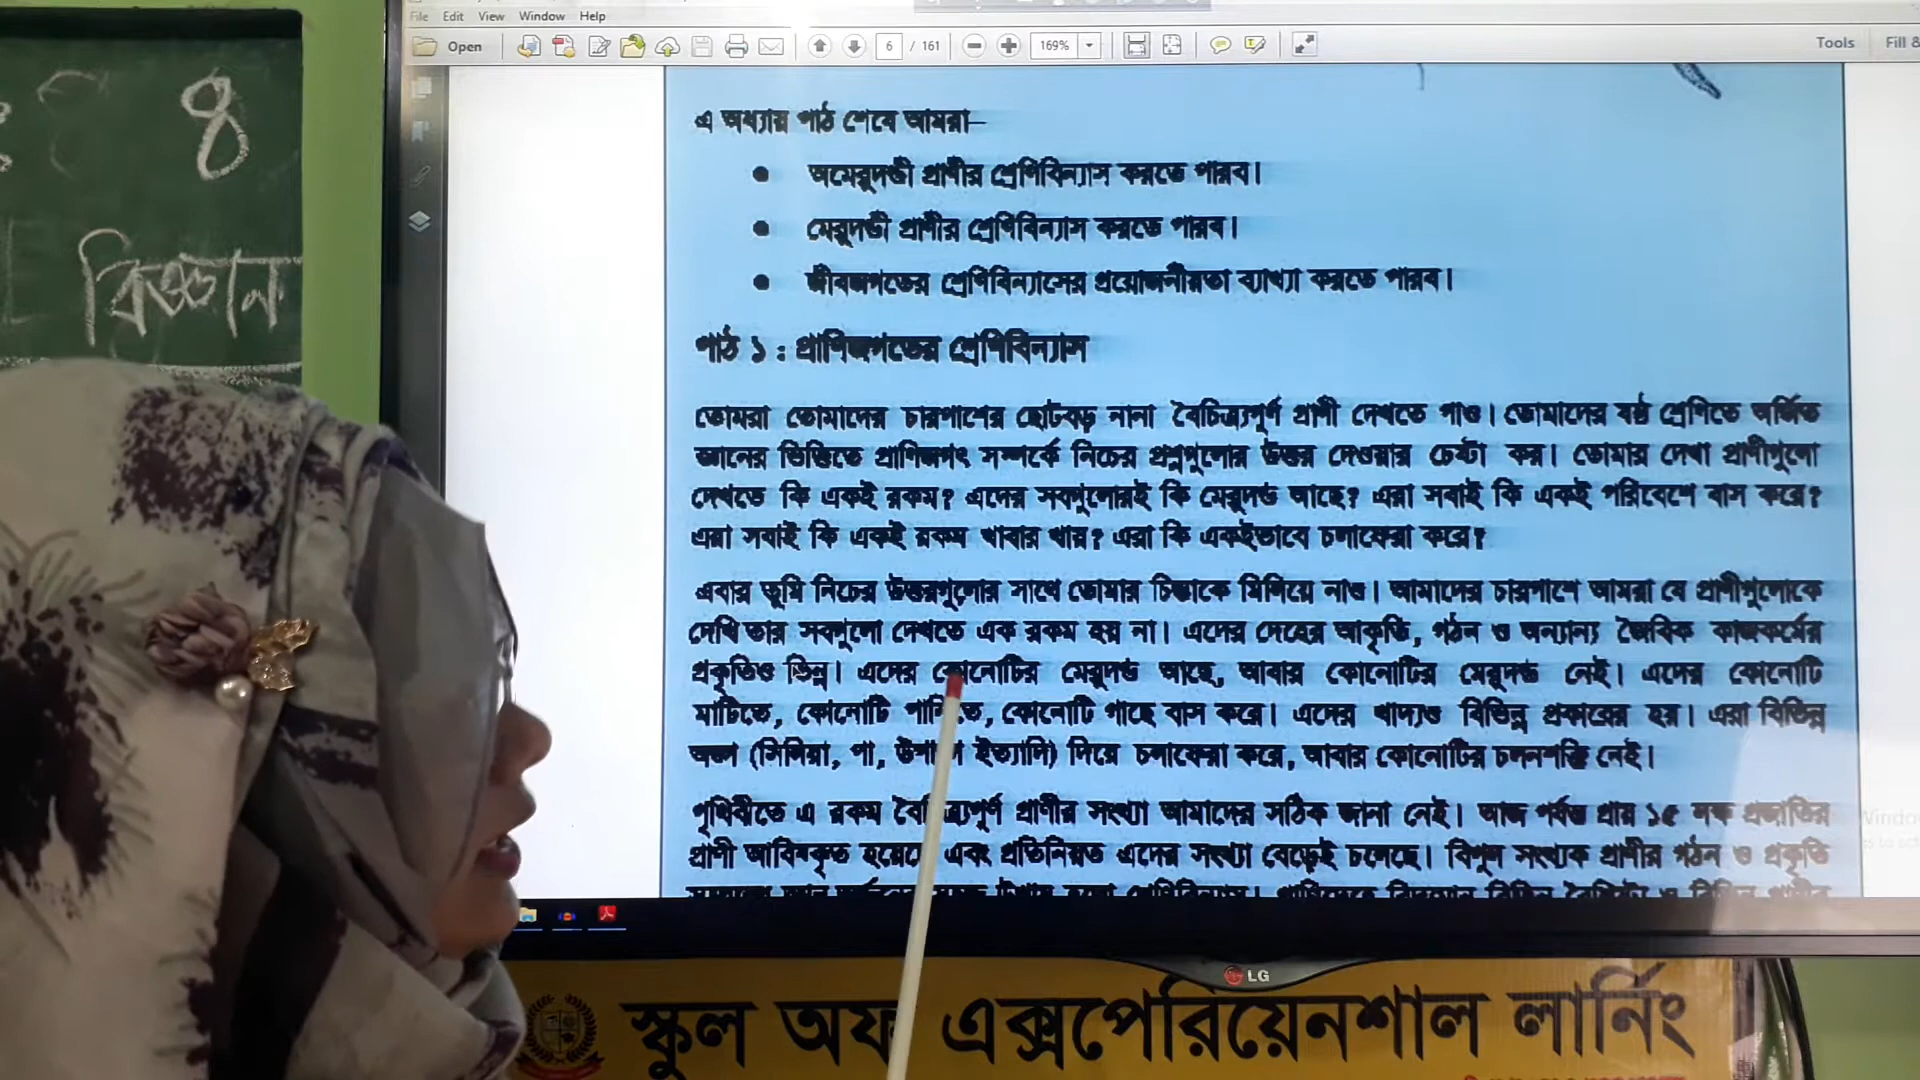 File Edit View Window Help
Open 6 / 161 169% Tools Fill &
৪
বিজ্ঞান
এ অধ্যায় পাঠ শেষে আমরা–
• অমেরুদণ্ডী প্রাণীর শ্রেণিবিন্যাস করতে পারব।
• মেরুদণ্ডী প্রাণীর শ্রেণিবিন্যাস করতে পারব।
• জীবজগতের শ্রেণিবিন্যাসের প্রয়োজনীয়তা ব্যাখ্যা করতে পারব।
পাঠ ১ : প্রাণিজগতের শ্রেণিবিন্যাস
তোমরা তোমাদের চারপাশের ছোটবড় নানা বৈচিত্র্যপূর্ণ প্রাণী দেখতে পাও। তোমাদের ষষ্ঠ শ্রেণিতে অর্জিত
জ্ঞানের ভিত্তিতে প্রাণিজগৎ সম্পর্কে নিচের প্রশ্নগুলোর উত্তর দেওয়ার চেষ্টা কর। তোমার দেখা প্রাণীগুলো
দেখতে কি একই রকম? এদের সবগুলোরই কি মেরুদণ্ড আছে? এরা সবাই কি একই পরিবেশে বাস করে?
এরা সবাই কি একই রকম খাবার খায়? এরা কি একইভাবে চলাফেরা করে?
এবার তুমি নিচের উত্তরগুলোর সাথে তোমার চিন্তাকে মিলিয়ে নাও। আমাদের চারপাশে আমরা যে প্রাণীগুলোকে
দেখি তার সবগুলো দেখতে এক রকম হয় না। এদের দেহের আকৃতি, গঠন ও অন্যান্য জৈবিক কাজকর্মের
প্রকৃতিও ভিন্ন। এদের কোনোটির মেরুদণ্ড আছে, আবার কোনোটির মেরুদণ্ড নেই। এদের কোনোটি
মাটিতে, কোনোটি পানিতে, কোনোটি গাছে বাস করে। এদের খাদ্যও বিভিন্ন প্রকারের হয়। এরা বিভিন্ন
অঙ্গ (সিলিয়া, পা, উপাঙ্গ ইত্যাদি) দিয়ে চলাফেরা করে, আবার কোনোটির চলনশক্তি নেই।
পৃথিবীতে এ রকম বৈচিত্র্যপূর্ণ প্রাণীর সংখ্যা আমাদের সঠিক জানা নেই। আজ পর্যন্ত প্রায় ১৫ লক্ষ প্রজাতির
প্রাণী আবিষ্কৃত হয়েছে এবং প্রতিনিয়ত এদের সংখ্যা বেড়েই চলেছে। বিপুল সংখ্যক প্রাণীর গঠন ও প্রকৃতি
LG
স্কুল অফ এক্সপেরিয়েনশাল লার্নিং